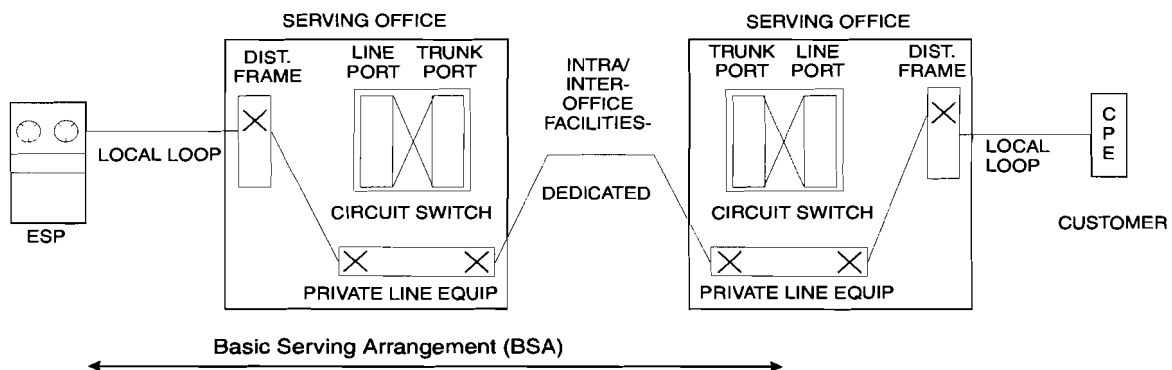 SERVING OFFICE
SERVING OFFICE
DIST.
FRAME
LINE
PORT
TRUNK
PORT
INTRA/
INTER-
OFFICE
FACILITIES-
TRUNK
PORT
LINE
PORT
DIST.
FRAME
C
P
E
LOCAL LOOP
LOCAL
LOOP
DEDICATED
CIRCUIT SWITCH
CIRCUIT SWITCH
ESP
CUSTOMER
PRIVATE LINE EQUIP
PRIVATE LINE EQUIP
Basic Serving Arrangement (BSA)